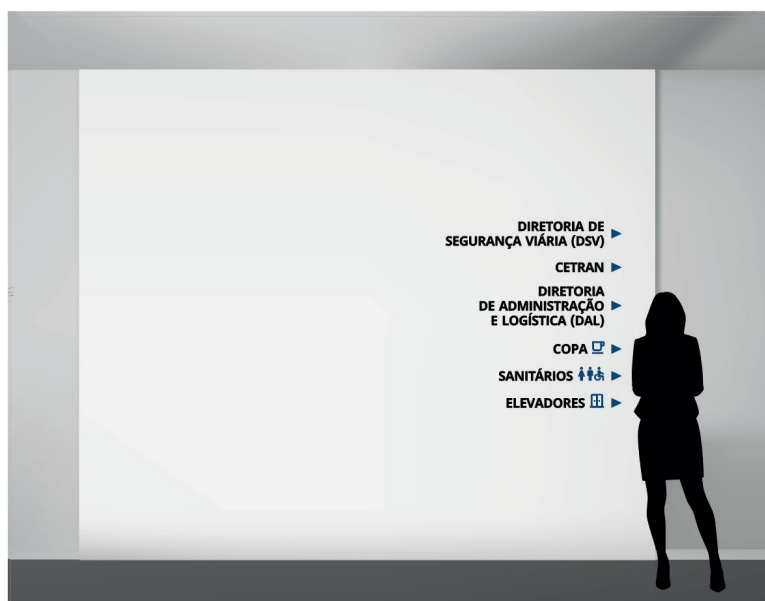 DIRETORIA DE
SEGURANÇA VIÁRIA (DSV)
CETRAN
DIRETORIA
DE ADMINISTRAÇÃO
E LOGÍSTICA (DAL)
COPA
SANITÁRIOS
ELEVADORES